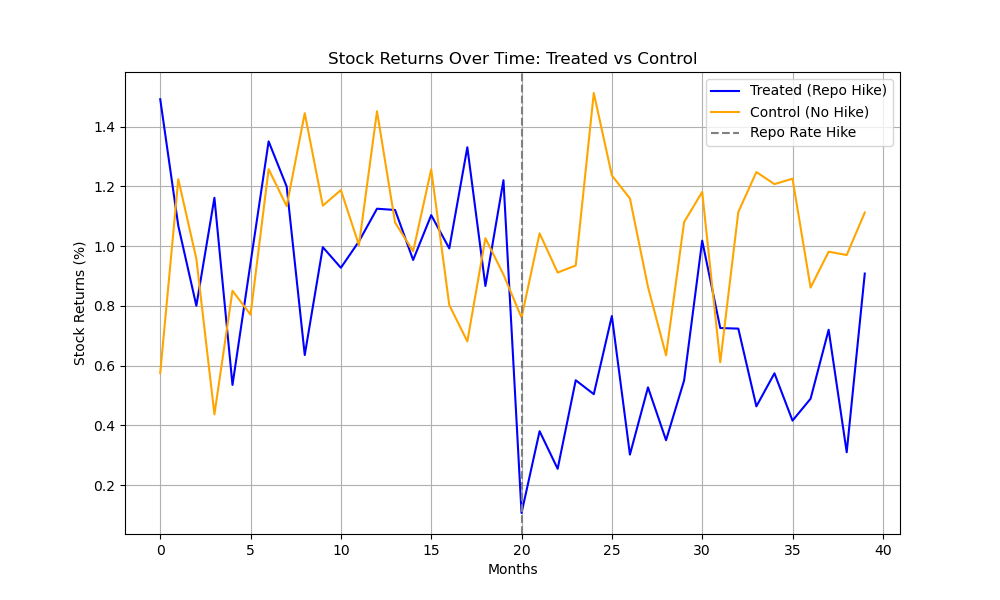 Stock Returns Over Time: Treated vs Control
Treated (Repo Hike)
Control (No Hike)
Repo Rate Hike
Stock Returns (%)
1.4
1.2
1.0
0.8
0.6
0.4
0.2
0 5 10 15 20 25 30 35 40
Months